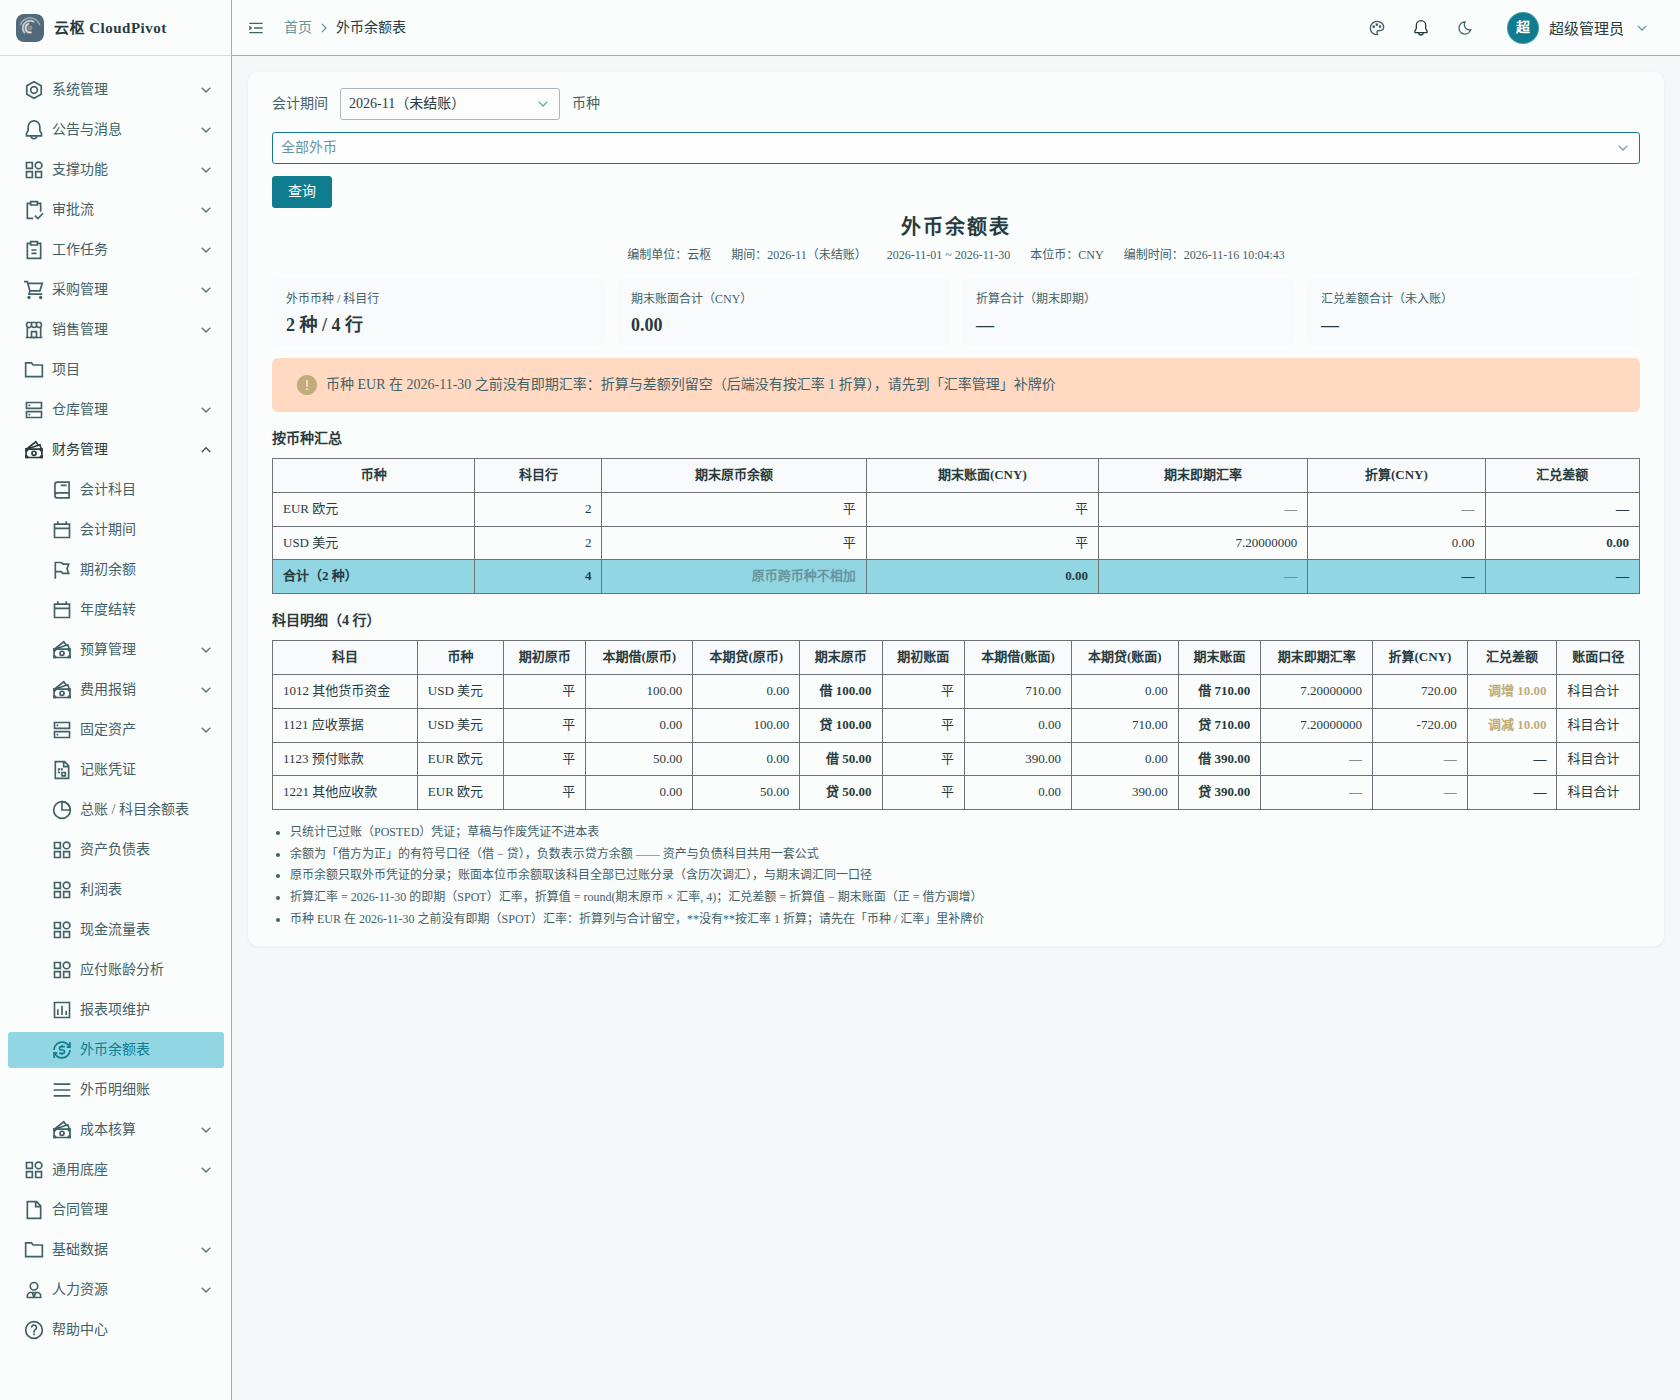 云枢 CloudPivot
首页 > 外币余额表
超 超级管理员
系统管理
公告与消息
支撑功能
审批流
工作任务
采购管理
销售管理
项目
仓库管理
财务管理
会计科目
会计期间
期初余额
年度结转
预算管理
费用报销
固定资产
记账凭证
总账 / 科目余额表
资产负债表
利润表
现金流量表
应付账龄分析
报表项维护
外币余额表
外币明细账
成本核算
通用底座
合同管理
基础数据
人力资源
帮助中心
会计期间 2026-11（未结账） 币种
全部外币
查询
外币余额表
编制单位：云枢 期间：2026-11（未结账） 2026-11-01 ~ 2026-11-30 本位币：CNY 编制时间：2026-11-16 10:04:43
外币币种 / 科目行
2 种 / 4 行
期末账面合计（CNY）
0.00
折算合计（期末即期）
—
汇兑差额合计（未入账）
—
币种 EUR 在 2026-11-30 之前没有即期汇率：折算与差额列留空（后端没有按汇率 1 折算），请先到「汇率管理」补牌价
按币种汇总
币种 科目行 期末原币余额 期末账面(CNY) 期末即期汇率 折算(CNY) 汇兑差额
EUR 欧元 2 平 平 — — —
USD 美元 2 平 平 7.20000000 0.00 0.00
合计（2 种） 4 原币跨币种不相加 0.00 — — —
科目明细（4 行）
科目 币种 期初原币 本期借(原币) 本期贷(原币) 期末原币 期初账面 本期借(账面) 本期贷(账面) 期末账面 期末即期汇率 折算(CNY) 汇兑差额 账面口径
1012 其他货币资金 USD 美元 平 100.00 0.00 借 100.00 平 710.00 0.00 借 710.00 7.20000000 720.00 调增 10.00 科目合计
1121 应收票据 USD 美元 平 0.00 100.00 贷 100.00 平 0.00 710.00 贷 710.00 7.20000000 -720.00 调减 10.00 科目合计
1123 预付账款 EUR 欧元 平 50.00 0.00 借 50.00 平 390.00 0.00 借 390.00 — — — 科目合计
1221 其他应收款 EUR 欧元 平 0.00 50.00 贷 50.00 平 0.00 390.00 贷 390.00 — — — 科目合计
• 只统计已过账（POSTED）凭证；草稿与作废凭证不进本表
• 余额为「借方为正」的有符号口径（借 − 贷），负数表示贷方余额 —— 资产与负债科目共用一套公式
• 原币余额只取外币凭证的分录；账面本位币余额取该科目全部已过账分录（含历次调汇），与期末调汇同一口径
• 折算汇率 = 2026-11-30 的即期（SPOT）汇率，折算值 = round(期末原币 × 汇率, 4)；汇兑差额 = 折算值 − 期末账面（正 = 借方调增）
• 币种 EUR 在 2026-11-30 之前没有即期（SPOT）汇率：折算列与合计留空，**没有**按汇率 1 折算；请先在「币种 / 汇率」里补牌价